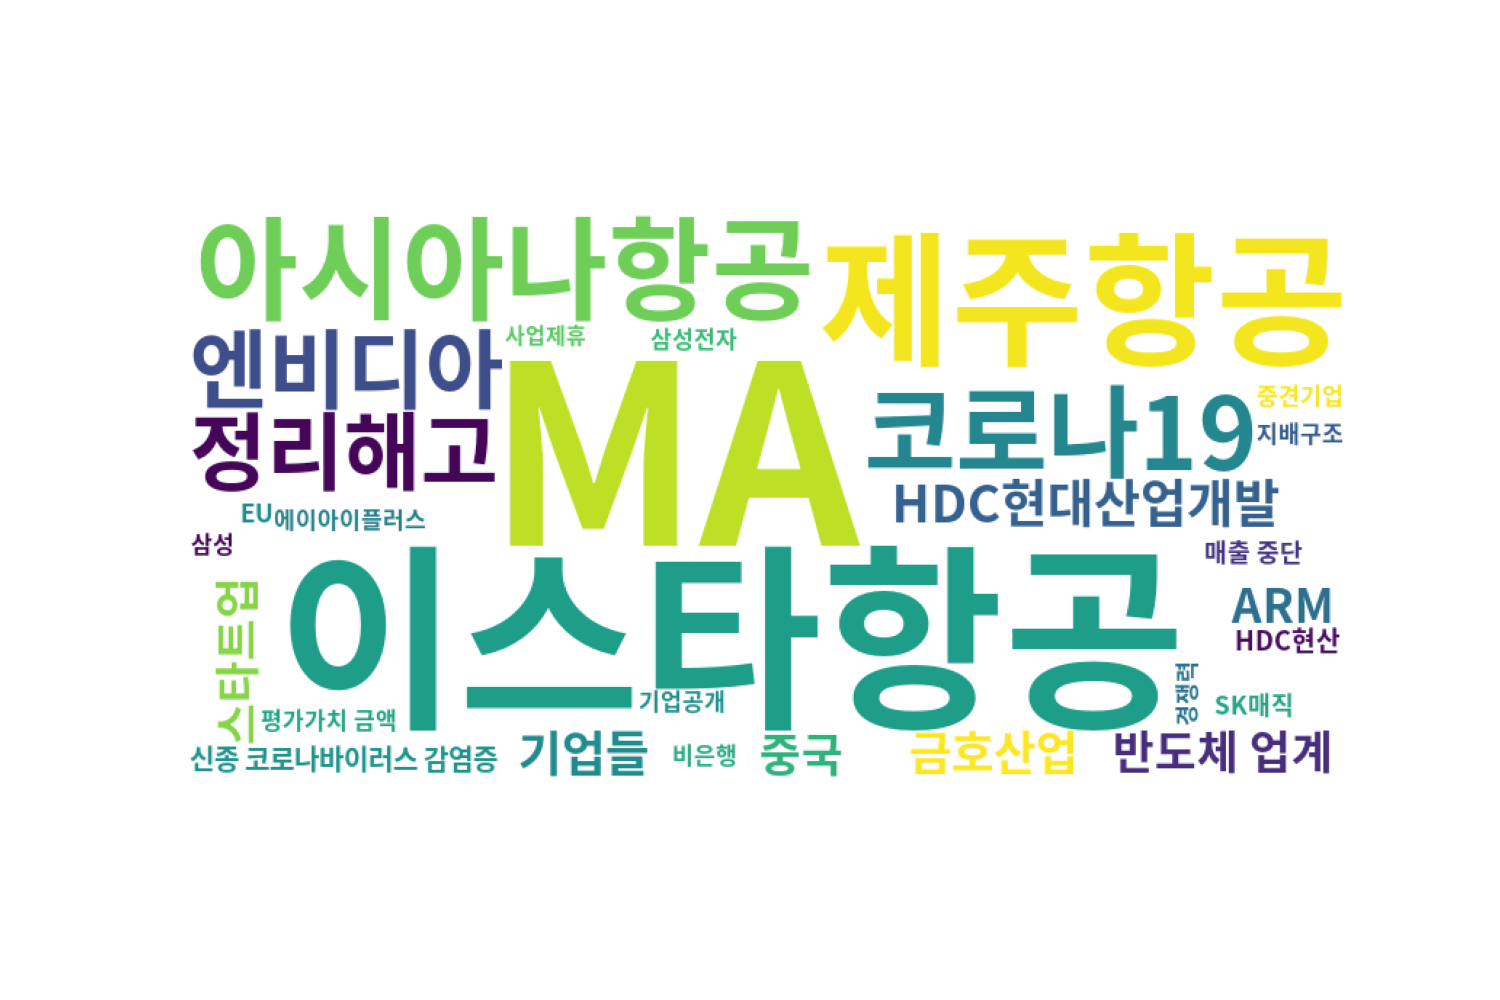 아시아나항공
제주항공
사업제휴
삼성전자
엔비디아
MA
코로나19
중견기업
지배구조
정리해고
HDC현대산업개발
EU
에이아이플러스
삼성
매출 중단
이스타항공
스타트업
ARM
HDC현산
경쟁력
SK매직
기업공개
평가가치 금액
신종 코로나바이러스 감염증
기업들
비은행
중국
금호산업
반도체 업계